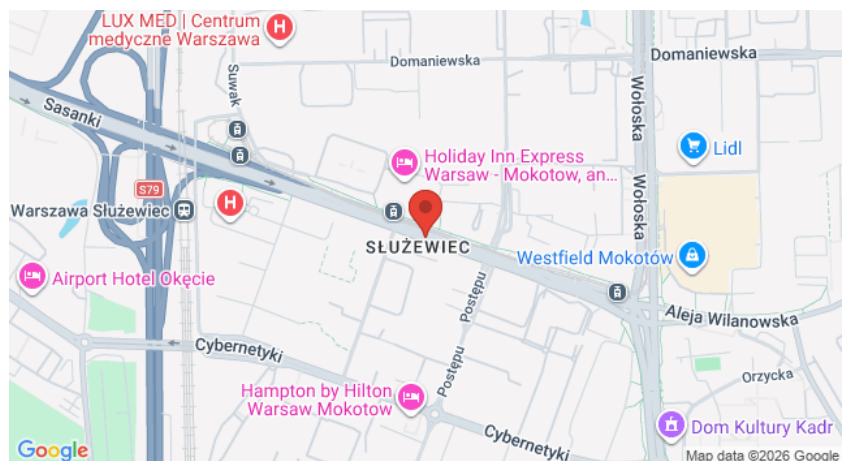 LUX MED | Centrum
medyczne Warszawa
H
Suwak
Domaniewska
Domaniewska
Sasanki
Wołoska
Wołoska
Lidl
Holiday Inn Express
Warsaw - Mokotow, an...
S79
Warszawa Służewiec
H
SŁUŻEWIEC
Westfield Mokotów
Airport Hotel Okęcie
Postępu
Aleja Wilanowska
Cybernetyki
Postępu
Orzycka
Hampton by Hilton
Warsaw Mokotow
Cybernetyki
Dom Kultury Kadr
Google
Map data ©2026 Google